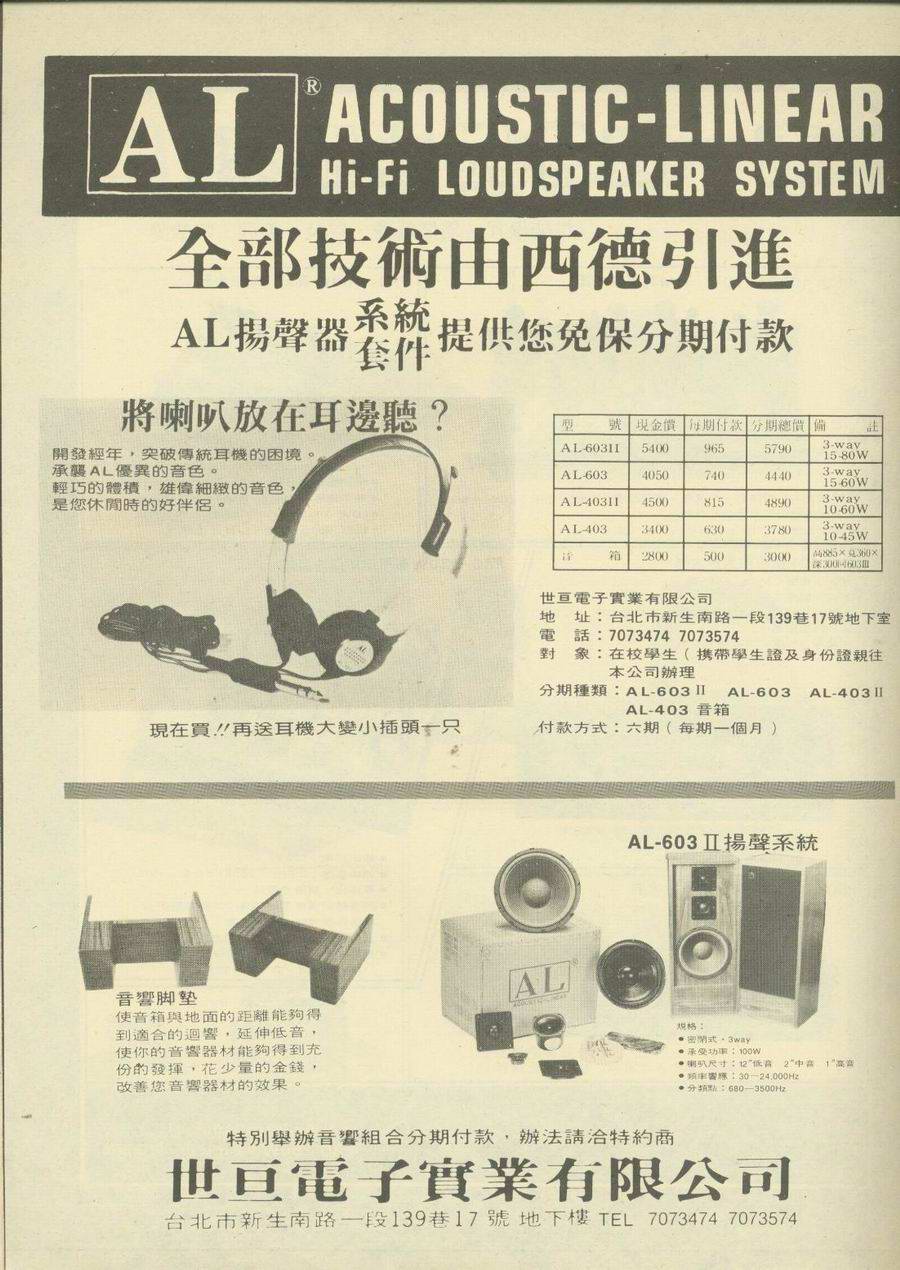 AL®
ACOUSTIC-LINEAR
Hi-Fi LOUDSPEAKER SYSTEM
全部技術由西德引進
AL揚聲器系統套件提供您免保分期付款
將喇叭放在耳邊聽？
開發經年，突破傳統耳機的困境。
承襲AL優異的音色。
輕巧的體積，雄偉細緻的音色，
是您休閒時的好伴侶。
現在買!!再送耳機大變小插頭一只
型號 現金價 每期付款 分期總價 備註
AL-603II 5400 965 5790 3-way 15-80W
AL-603 4050 740 4440 3-way 15-60W
AL-403II 4500 815 4890 3-way 10-60W
AL-403 3400 630 3780 3-way 10-45W
音箱 2800 500 3000 高885×寬360×深300
世亘電子實業有限公司
地　址：台北市新生南路一段139巷17號地下室
電　話：7073474 7073574
對　象：在校學生（攜帶學生證及身份證親往
本公司辦理
分期種類：AL-603Ⅱ AL-603 AL-403Ⅱ
AL-403 音箱
付款方式：六期（每期一個月）
AL-603Ⅱ揚聲系統
AL
ACOUSTIC-LINEAR
規格：
●密閉式，3way
●承受功率：100W
●喇叭尺寸：12"低音 2"中音 1"高音
●頻率響應：30—24,000Hz
●分頻點：680—3500Hz
音響腳墊
使音箱與地面的距離能夠得
到適合的迴響，延伸低音，
使你的音響器材能夠得到充
份的發揮，花少量的金錢，
改善您音響器材的效果。
特別舉辦音響組合分期付款，辦法請洽特約商
世亘電子實業有限公司
台北市新生南路一段139巷17號地下樓 TEL 7073474 7073574